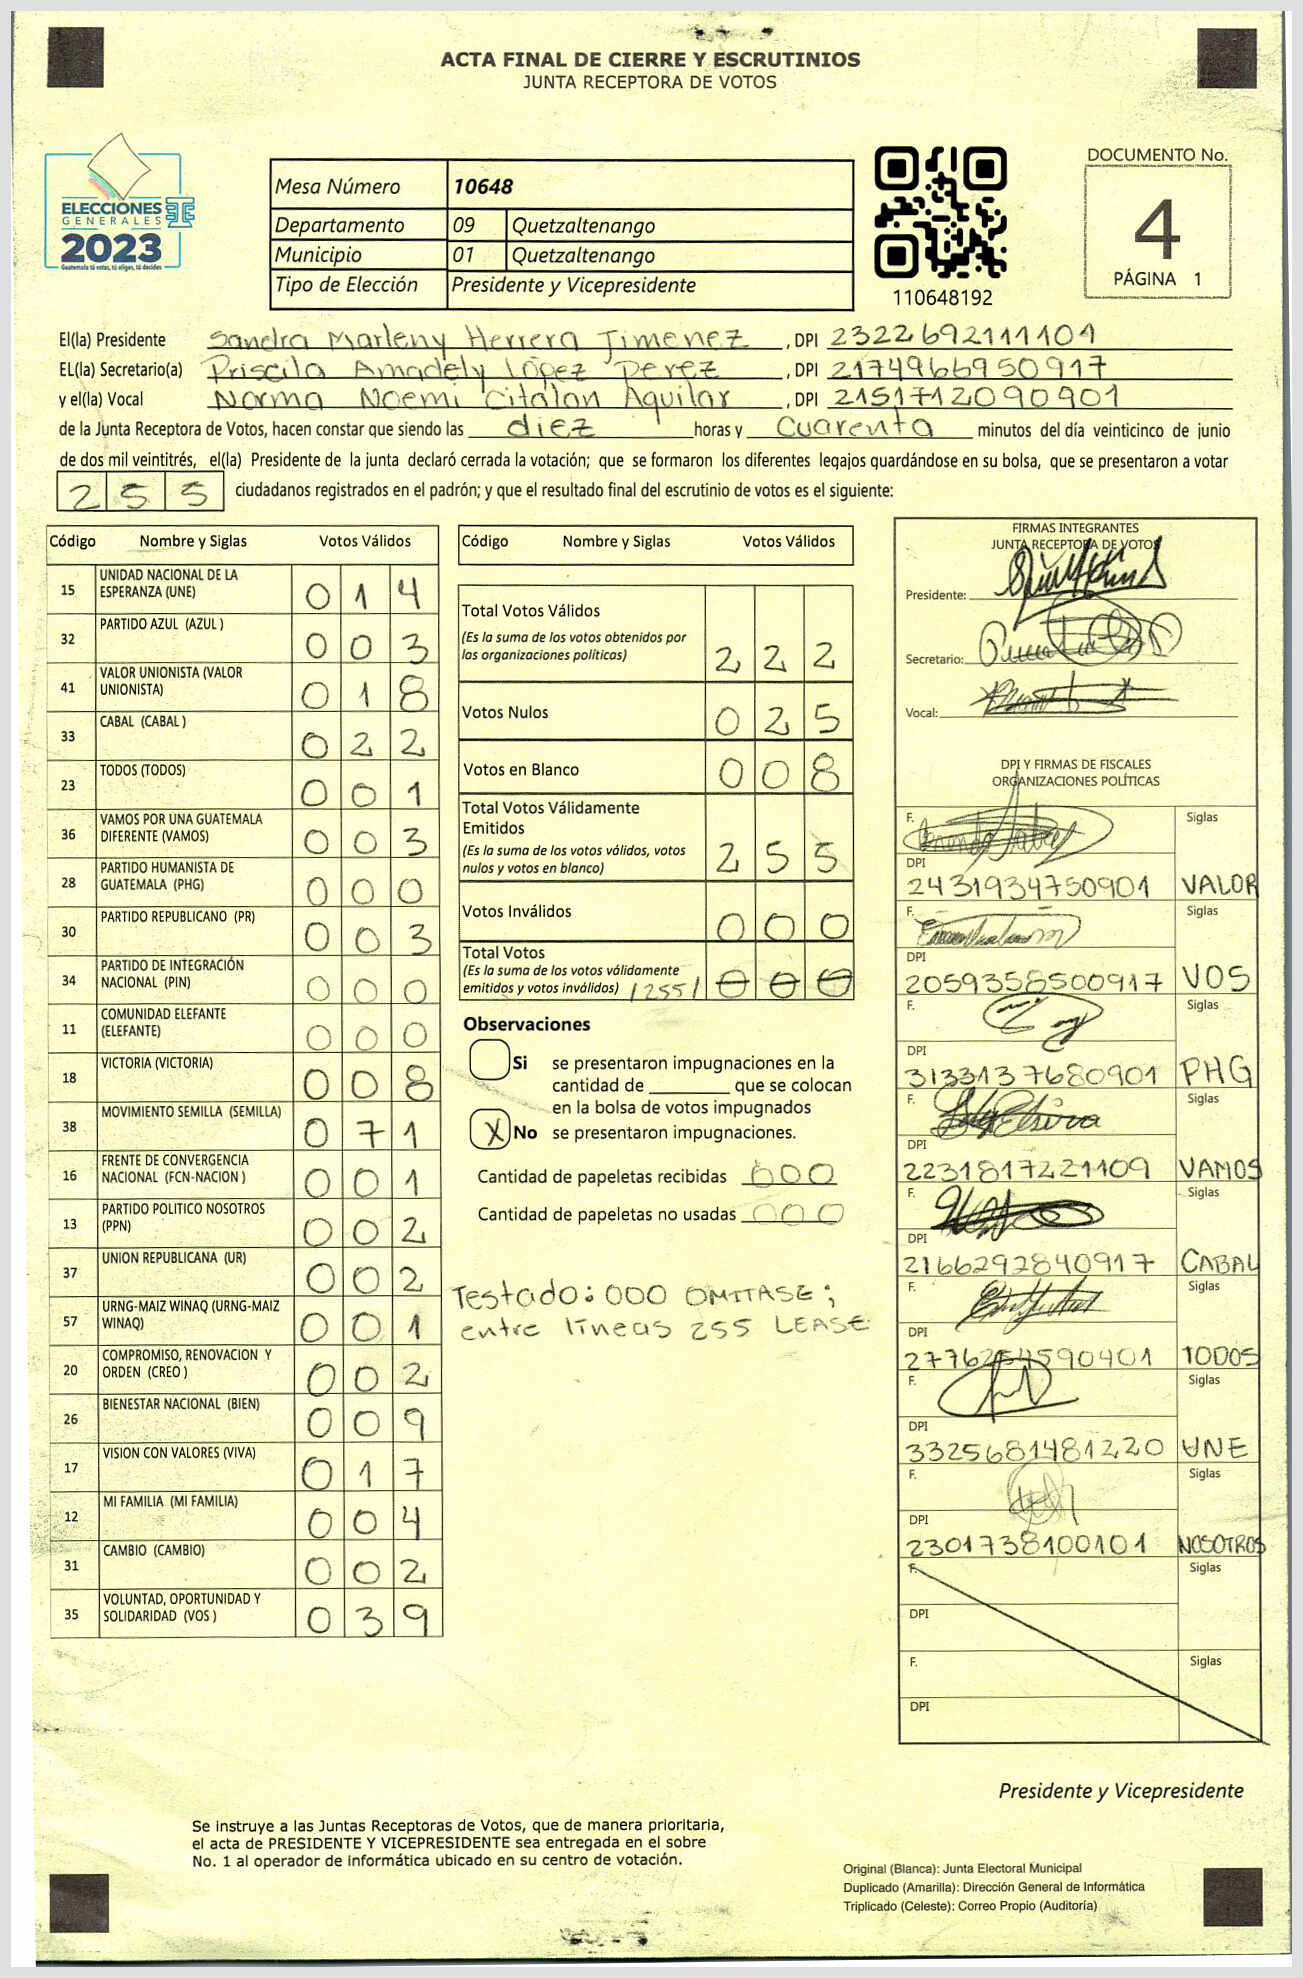 ACTA FINAL DE CIERRE Y ESCRUTINIOS
JUNTA RECEPTORA DE VOTOS
ELECCIONES
GENERALES
2023
Guatemala tú votas, tú eliges, tú decides
Mesa Número 10648
Departamento 09 Quetzaltenango
Municipio 01 Quetzaltenango
Tipo de Elección Presidente y Vicepresidente
110648192
DOCUMENTO No.
4
PÁGINA 1
El(la) Presidente Sandra Marleny Herrera Jimenez, DPI 2322692111101
EL(la) Secretario(a) Priscila Amadely López Perez, DPI 2174966950917
y el(la) Vocal Norma Noemi Citalan Aguilar, DPI 2151712090901
de la Junta Receptora de Votos, hacen constar que siendo las diez horas y Cuarenta minutos del día veinticinco de junio
de dos mil veintitrés, el(la) Presidente de la junta declaró cerrada la votación; que se formaron los diferentes legajos guardándose en su bolsa, que se presentaron a votar
255 ciudadanos registrados en el padrón; y que el resultado final del escrutinio de votos es el siguiente:
Código Nombre y Siglas Votos Válidos
15 UNIDAD NACIONAL DE LA
ESPERANZA (UNE) 014
32 PARTIDO AZUL (AZUL ) 003
41 VALOR UNIONISTA (VALOR
UNIONISTA) 018
33 CABAL (CABAL ) 022
23 TODOS (TODOS) 001
36 VAMOS POR UNA GUATEMALA
DIFERENTE (VAMOS) 003
28 PARTIDO HUMANISTA DE
GUATEMALA (PHG) 000
30 PARTIDO REPUBLICANO (PR) 003
34 PARTIDO DE INTEGRACIÓN
NACIONAL (PIN) 000
11 COMUNIDAD ELEFANTE
(ELEFANTE) 000
18 VICTORIA (VICTORIA) 008
38 MOVIMIENTO SEMILLA (SEMILLA) 071
16 FRENTE DE CONVERGENCIA
NACIONAL (FCN-NACION ) 001
13 PARTIDO POLITICO NOSOTROS
(PPN) 002
37 UNION REPUBLICANA (UR) 002
57 URNG-MAIZ WINAQ (URNG-MAIZ
WINAQ) 001
20 COMPROMISO, RENOVACION Y
ORDEN (CREO ) 002
26 BIENESTAR NACIONAL (BIEN) 009
17 VISION CON VALORES (VIVA) 017
12 MI FAMILIA (MI FAMILIA) 004
31 CAMBIO (CAMBIO) 002
35 VOLUNTAD, OPORTUNIDAD Y
SOLIDARIDAD (VOS ) 039
Código Nombre y Siglas Votos Válidos
Total Votos Válidos
(Es la suma de los votos obtenidos por
las organizaciones políticas) 222
Votos Nulos 025
Votos en Blanco 008
Total Votos Válidamente
Emitidos
(Es la suma de los votos válidos, votos
nulos y votos en blanco) 255
Votos Inválidos 000
Total Votos
(Es la suma de los votos válidamente
emitidos y votos inválidos) /255/ 000
Observaciones
Si se presentaron impugnaciones en la
cantidad de ________ que se colocan
en la bolsa de votos impugnados
X No se presentaron impugnaciones.
Cantidad de papeletas recibidas 000
Cantidad de papeletas no usadas 000
Testado: 000 OMITASE;
entre líneas 255 LEASE
FIRMAS INTEGRANTES
JUNTA RECEPTORA DE VOTOS
Presidente:
Secretario:
Vocal:
DPI Y FIRMAS DE FISCALES
ORGANIZACIONES POLÍTICAS
F. Siglas
DPI
2431934750901 VALOR
F. Siglas
DPI
2059358500917 VOS
F. Siglas
DPI
3133137680901 PHG
F. Siglas
DPI
2231817221109 VAMOS
F. Siglas
DPI
2166292840917 CABAL
F. Siglas
DPI
2776254590401 TODOS
F. Siglas
DPI
3325681481220 UNE
F. Siglas
DPI
2301738100101 NOSOTROS
F. Siglas
DPI
F. Siglas
DPI
Presidente y Vicepresidente
Se instruye a las Juntas Receptoras de Votos, que de manera prioritaria,
el acta de PRESIDENTE Y VICEPRESIDENTE sea entregada en el sobre
No. 1 al operador de informática ubicado en su centro de votación.
Original (Blanca): Junta Electoral Municipal
Duplicado (Amarilla): Dirección General de Informática
Triplicado (Celeste): Correo Propio (Auditoría)